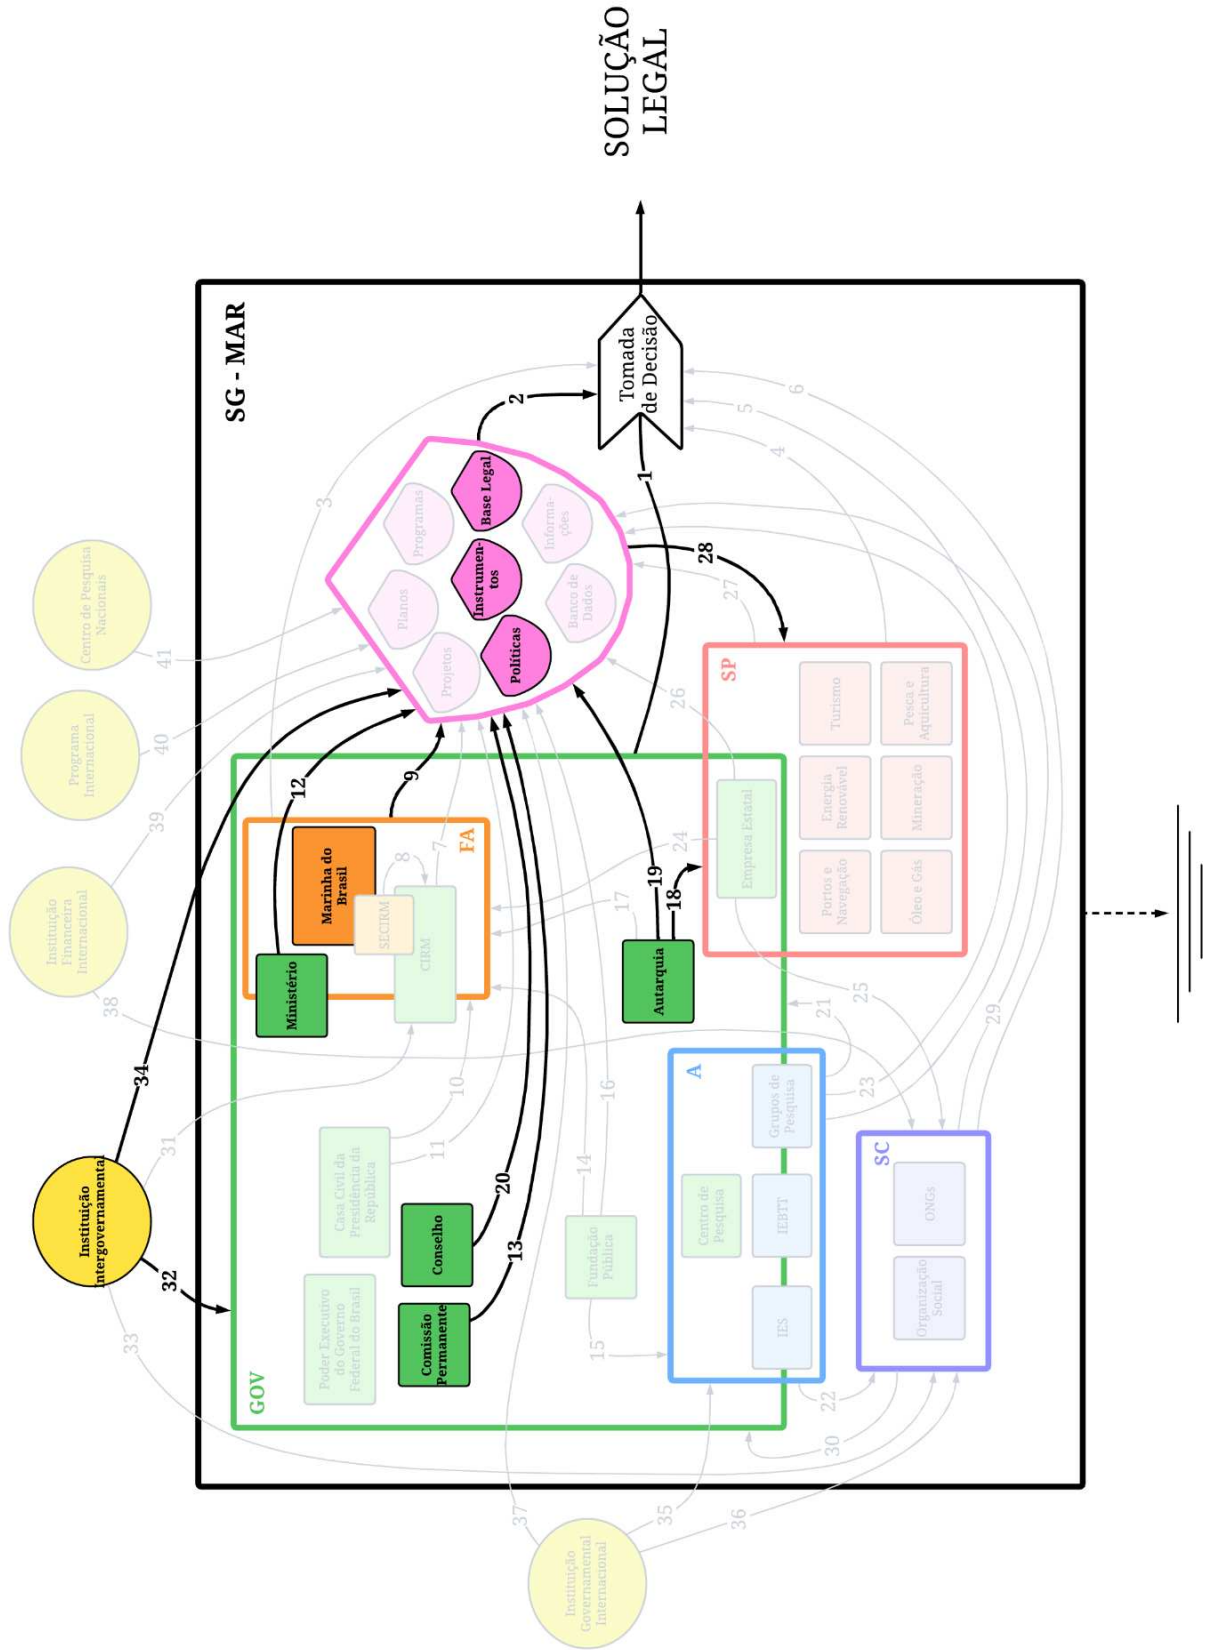 SOLUÇÃO
LEGAL
SG - MAR
Tomada
de Decisão
Centro de Pesquisa
Nacionais
Programa
Internacional
Instituição
Financeira
Internacional
Instituição
Intergovernamental
Instituição
Governamental
Internacional
Programas
Planos
Projetos
Base Legal
Instrumen-
tos
Políticas
Informa-
ções
Banco de
Dados
GOV
FA
Marinha do
Brasil
SECIRM
CIRM
Ministério
Casa Civil da
Presidência da
República
Poder Executivo
do Governo
Federal do Brasil
Conselho
Comissão
Permanente
Fundação
Pública
Autarquia
Empresa Estatal
SP
Turismo
Pesca e
Aquicultura
Energia
Renovável
Mineração
Portos e
Navegação
Óleo e Gás
A
Grupos de
Pesquisa
Centro de
Pesquisa
IEBTT
IES
SC
ONGs
Organização
Social
1
2
3
4
5
6
7
8
9
10
11
12
13
14
15
16
17
18
19
20
21
22
23
24
25
26
27
28
29
30
31
32
33
34
35
36
37
38
39
40
41